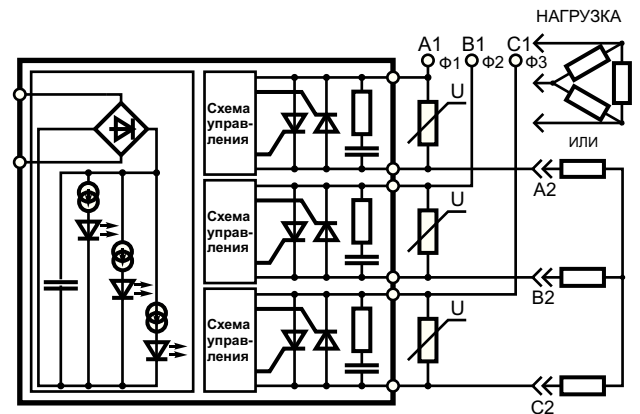 НАГРУЗКА
A1 B1 C1
Ф1 Ф2 Ф3
U
Схема
управ-
ления
ИЛИ
A2
U
Схема
управ-
ления
B2
U
Схема
управ-
ления
C2